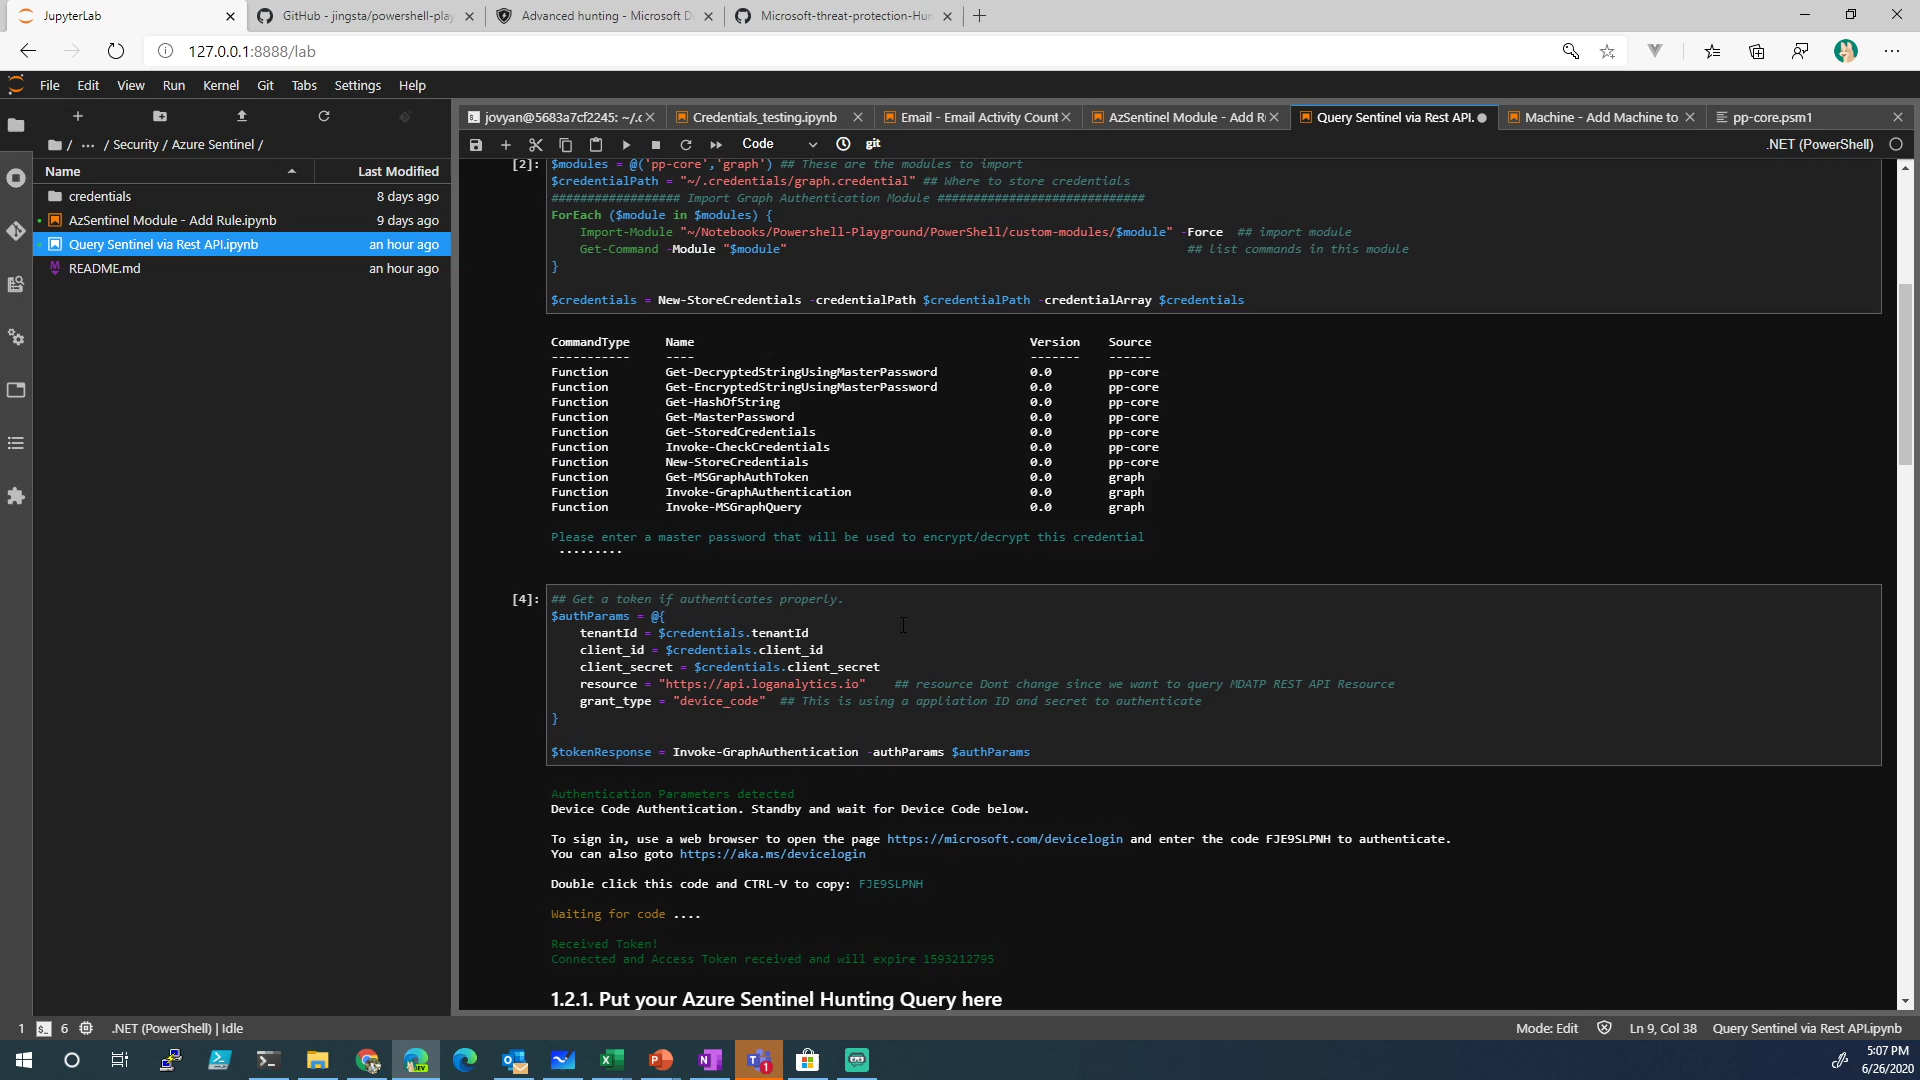 JupyterLab
GitHub - jingsta/powershell-play
Advanced hunting - Microsoft De
Microsoft-threat-protection-Hun
127.0.0.1:8888/lab
File Edit View Run Kernel Git Tabs Settings Help
jovyan@5683a7cf2245: ~/.c
Credentials_testing.ipynb
Email - Email Activity Count
AzSentinel Module - Add R
Query Sentinel via Rest API.
Machine - Add Machine to
pp-core.psm1
/ ··· / Security / Azure Sentinel /
Code
git
.NET (PowerShell)
Name Last Modified
credentials 8 days ago
AzSentinel Module - Add Rule.ipynb 9 days ago
Query Sentinel via Rest API.ipynb an hour ago
README.md an hour ago
[2]: $modules = @('pp-core','graph') ## These are the modules to import
$credentialPath = "~/.credentials/graph.credential" ## Where to store credentials
################## Import Graph Authentication Module #############################
ForEach ($module in $modules) {
Import-Module "~/Notebooks/Powershell-Playground/PowerShell/custom-modules/$module" -Force ## import module
Get-Command -Module "$module" ## list commands in this module
}
$credentials = New-StoreCredentials -credentialPath $credentialPath -credentialArray $credentials
CommandType Name Version Source
----------- ---- ------- ------
Function Get-DecryptedStringUsingMasterPassword 0.0 pp-core
Function Get-EncryptedStringUsingMasterPassword 0.0 pp-core
Function Get-HashOfString 0.0 pp-core
Function Get-MasterPassword 0.0 pp-core
Function Get-StoredCredentials 0.0 pp-core
Function Invoke-CheckCredentials 0.0 pp-core
Function New-StoreCredentials 0.0 pp-core
Function Get-MSGraphAuthToken 0.0 graph
Function Invoke-GraphAuthentication 0.0 graph
Function Invoke-MSGraphQuery 0.0 graph
Please enter a master password that will be used to encrypt/decrypt this credential
·········
[4]: ## Get a token if authenticates properly.
$authParams = @{
tenantId = $credentials.tenantId
client_id = $credentials.client_id
client_secret = $credentials.client_secret
resource = "https://api.loganalytics.io" ## resource Dont change since we want to query MDATP REST API Resource
grant_type = "device_code" ## This is using a appliation ID and secret to authenticate
}
$tokenResponse = Invoke-GraphAuthentication -authParams $authParams
Authentication Parameters detected
Device Code Authentication. Standby and wait for Device Code below.
To sign in, use a web browser to open the page https://microsoft.com/devicelogin and enter the code FJE9SLPNH to authenticate.
You can also goto https://aka.ms/devicelogin
Double click this code and CTRL-V to copy: FJE9SLPNH
Waiting for code ....
Received Token!
Connected and Access Token received and will expire 1593212795
1.2.1. Put your Azure Sentinel Hunting Query here
1 6 .NET (PowerShell) | Idle
Mode: Edit Ln 9, Col 38 Query Sentinel via Rest API.ipynb
5:07 PM
6/26/2020